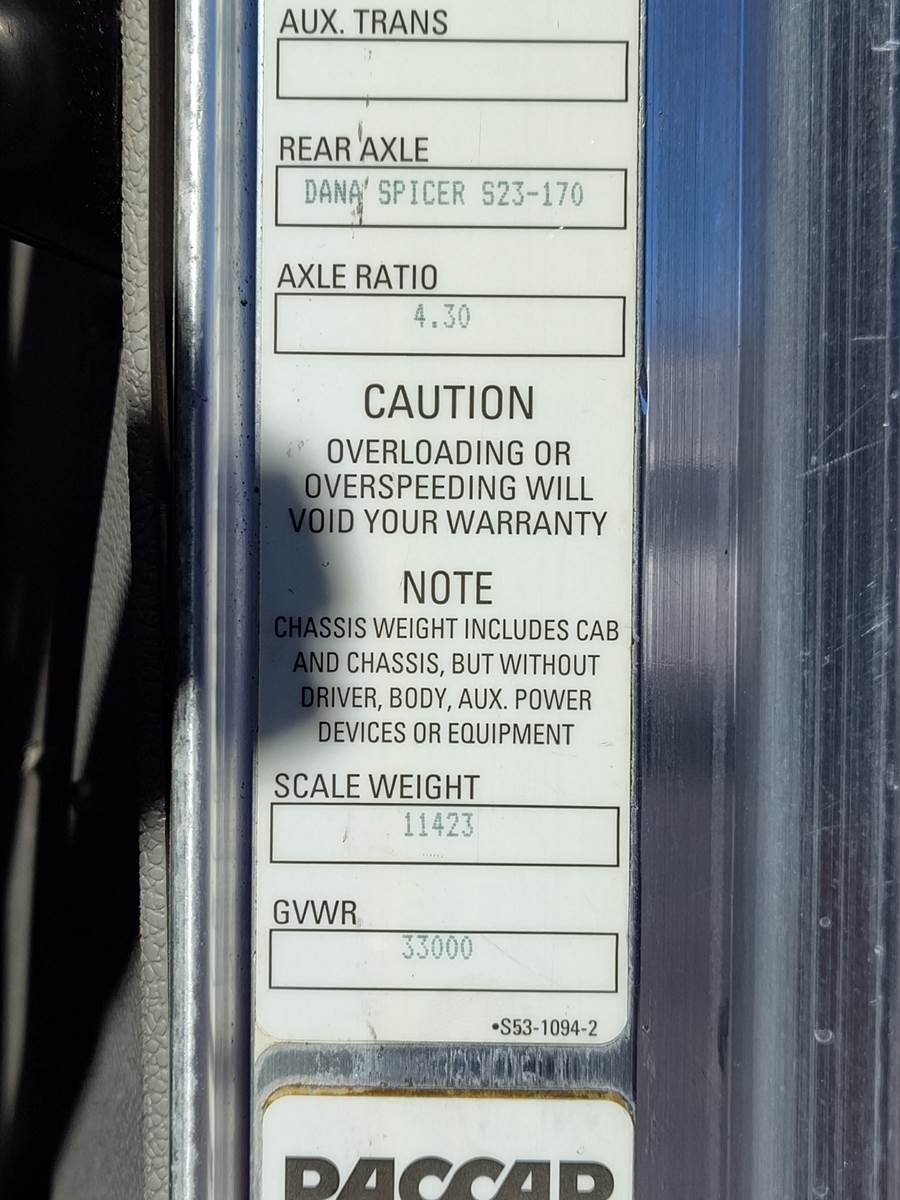 AUX. TRANS
REAR AXLE
DANA SPICER S23-170
AXLE RATIO
4.30
CAUTION
OVERLOADING OR
OVERSPEEDING WILL
VOID YOUR WARRANTY
NOTE
CHASSIS WEIGHT INCLUDES CAB
AND CHASSIS, BUT WITHOUT
DRIVER, BODY, AUX. POWER
DEVICES OR EQUIPMENT
SCALE WEIGHT
11423
GVWR
33000
•S53-1094-2
PACCAR